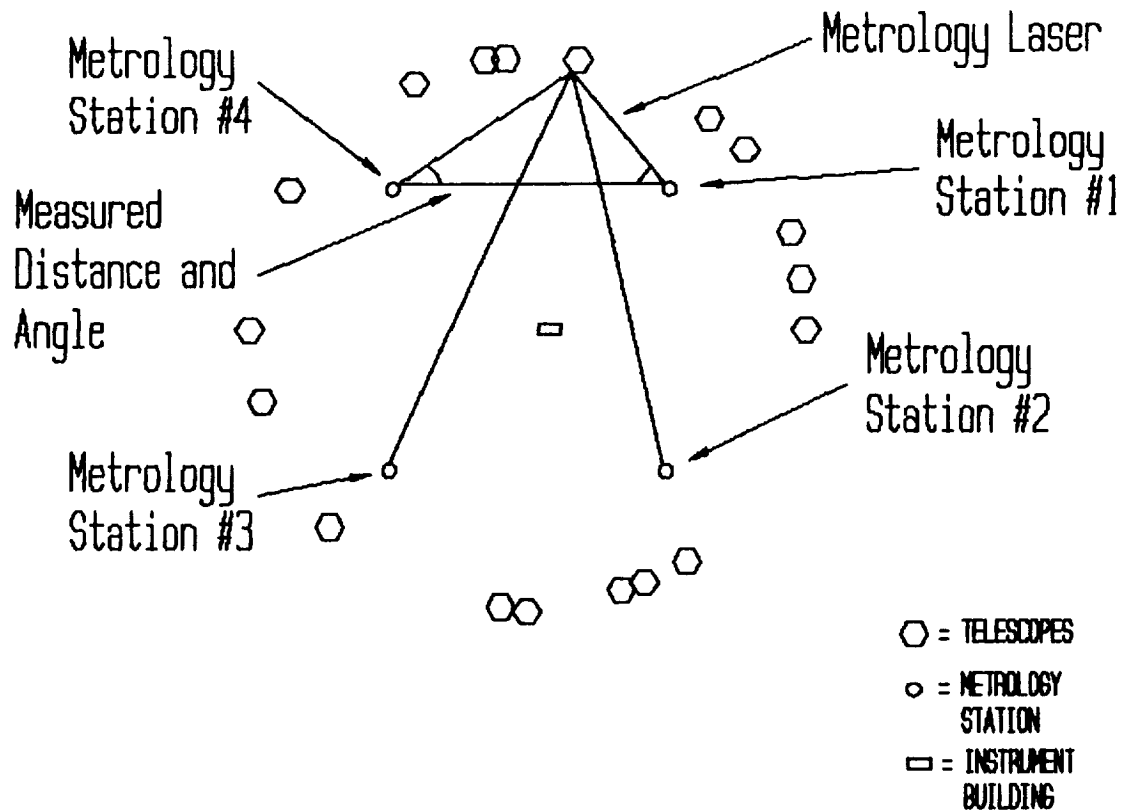 Metrology
Station #4
Metrology Laser
Metrology
Station #1
Measured
Distance and
Angle
Metrology
Station #2
Metrology
Station #3
= TELESCOPES
= METROLOGY
STATION
= INSTRUMENT
BUILDING